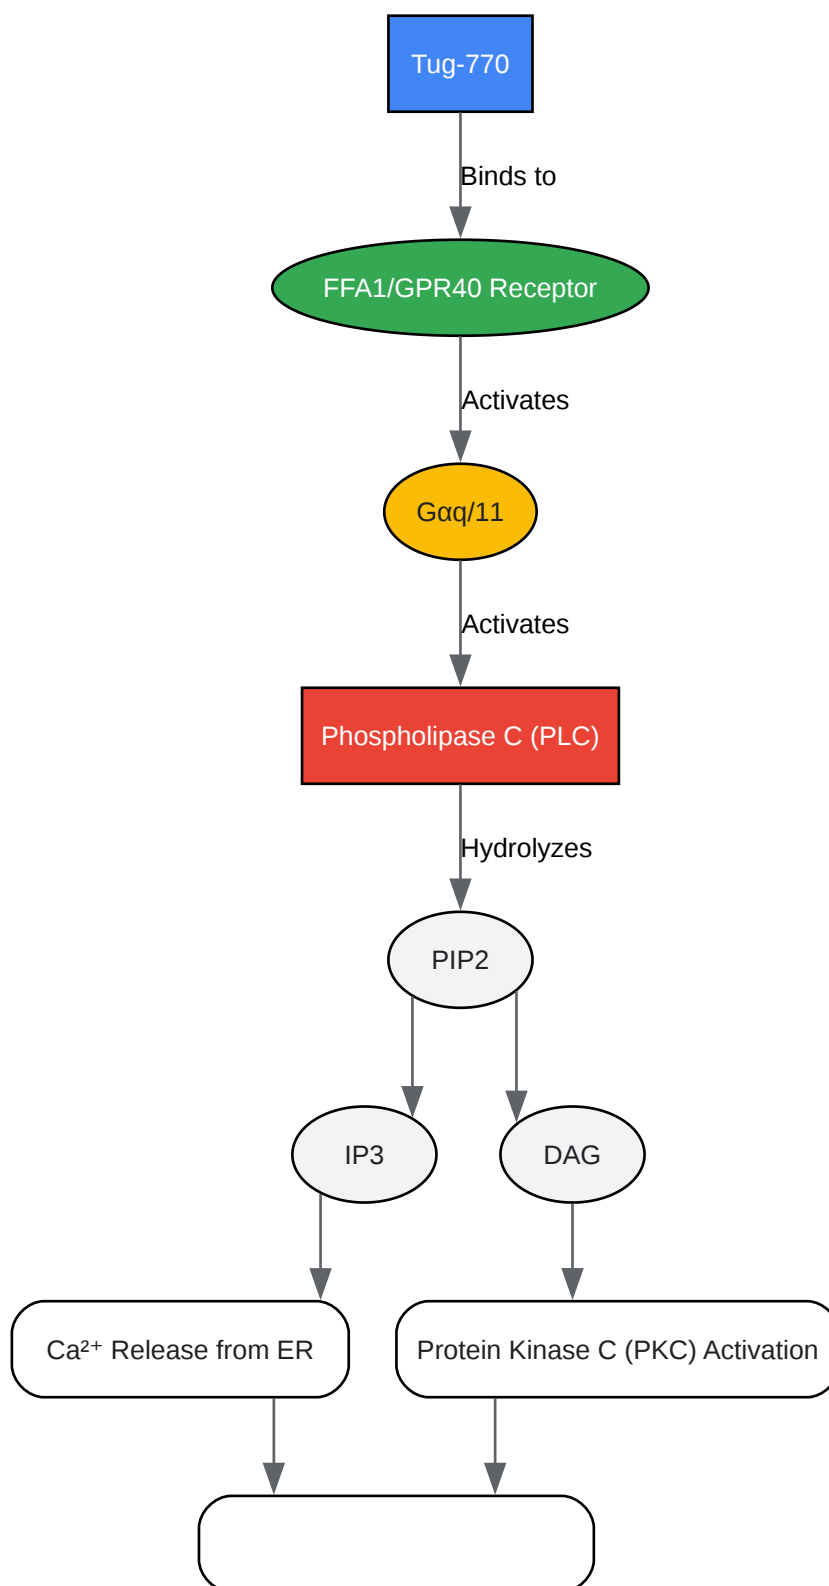 Tug-770
Binds to
FFA1/GPR40 Receptor
Activates
Gαq/11
Activates
Phospholipase C (PLC)
Hydrolyzes
PIP2
IP3
DAG
Ca²⁺ Release from ER
Protein Kinase C (PKC) Activation